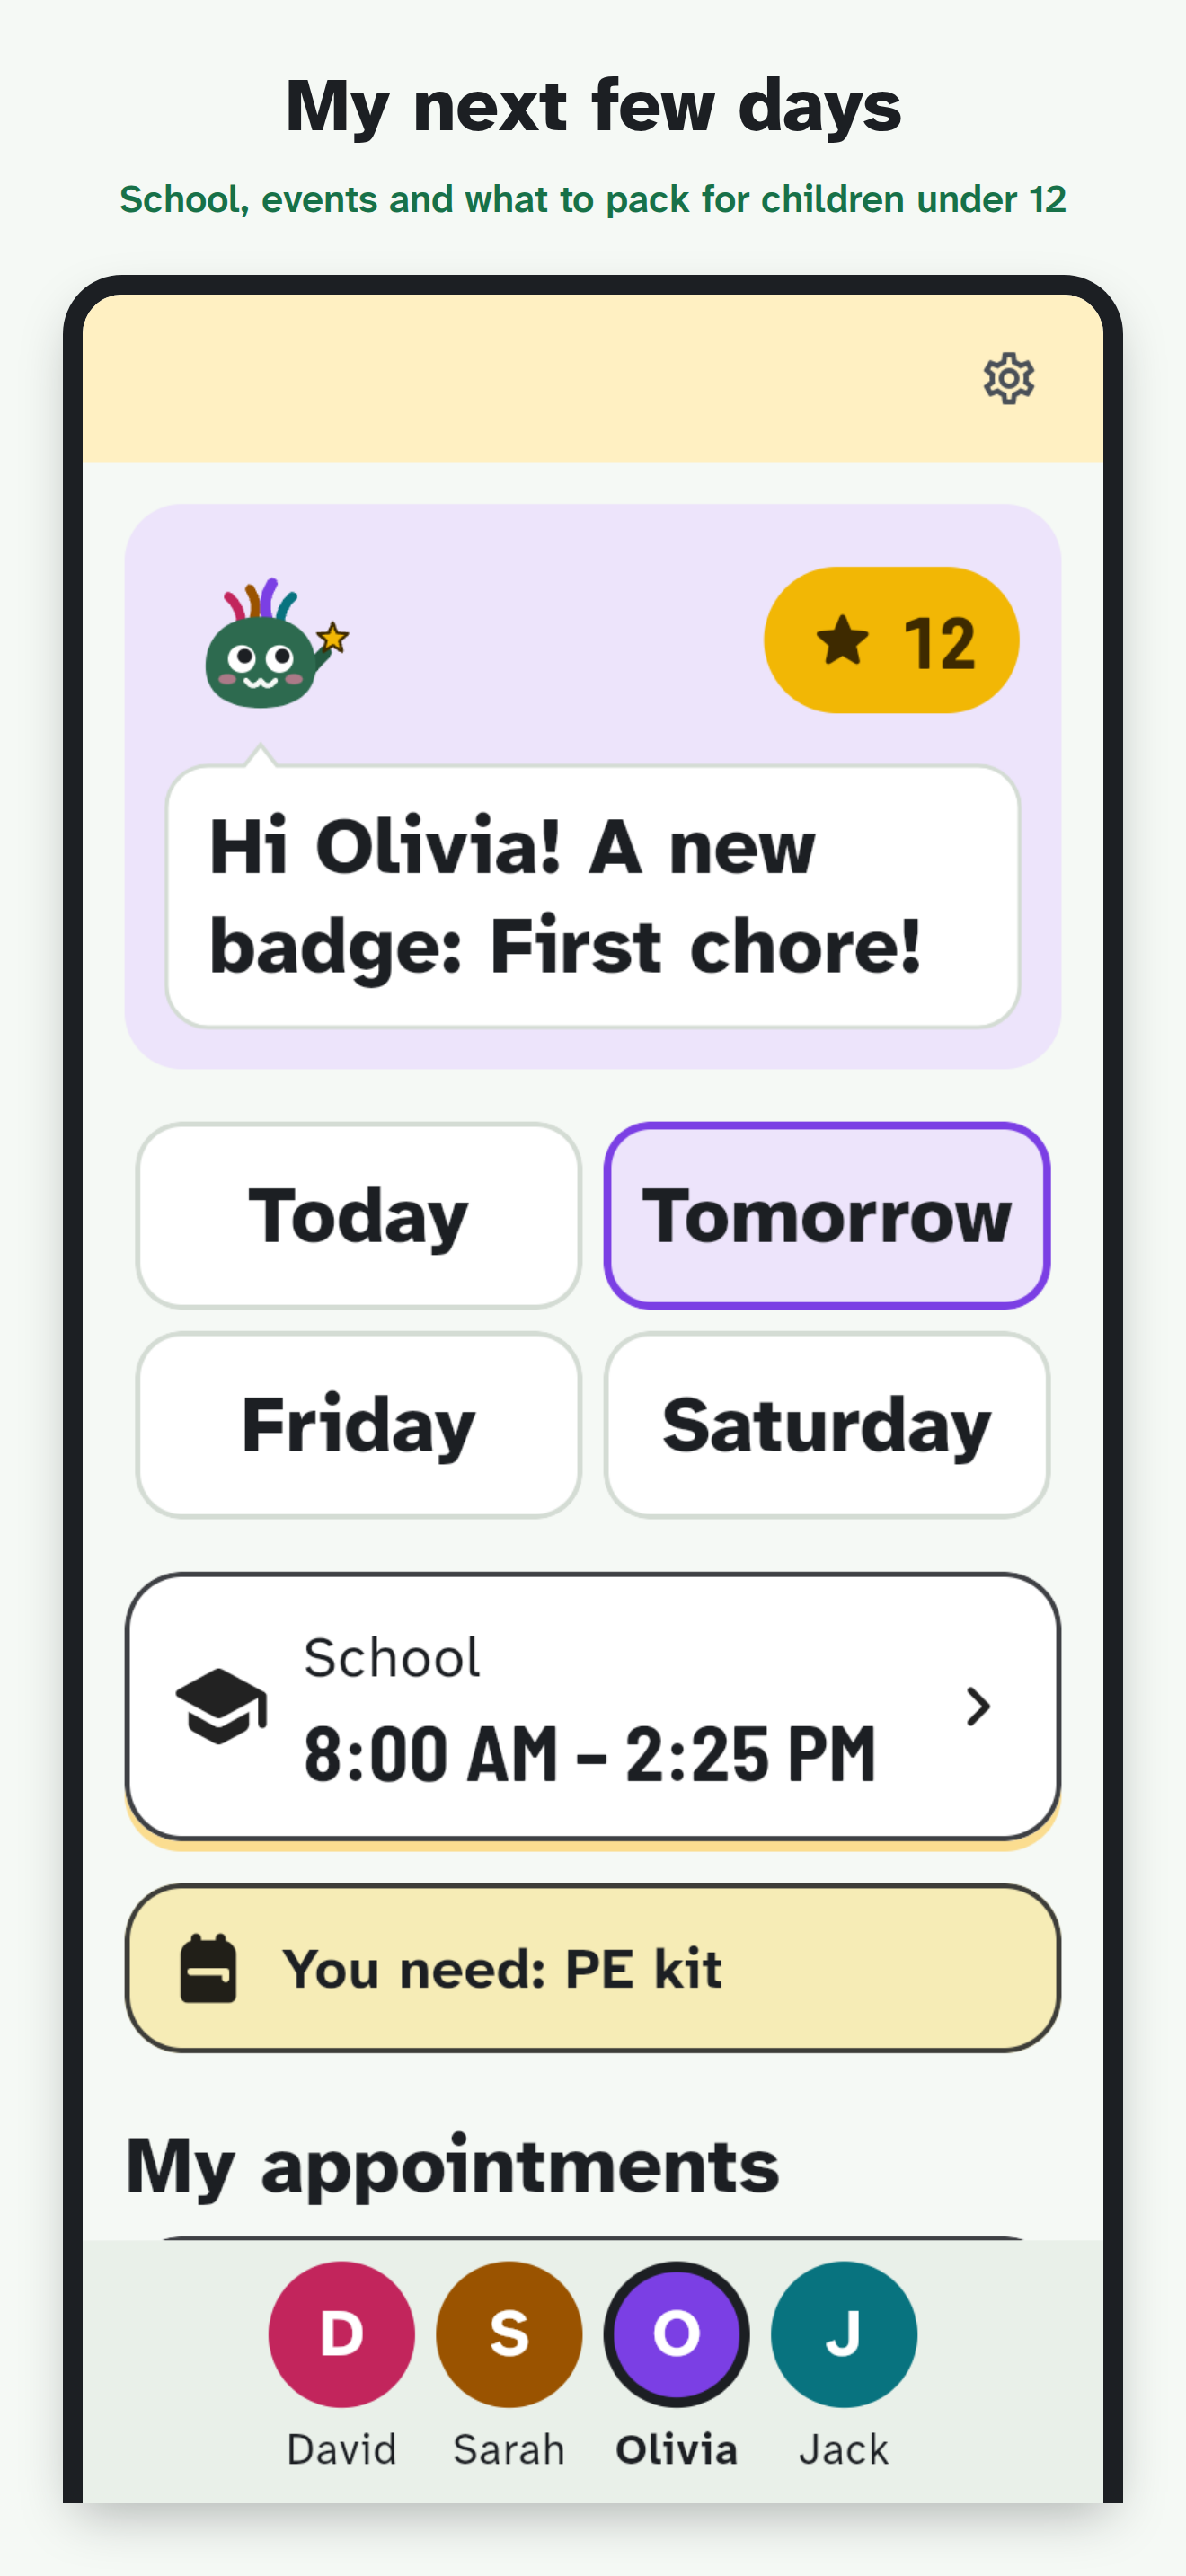 My next few days
School, events and what to pack for children under 12
12
Hi Olivia! A new
badge: First chore!
Today
Tomorrow
Friday
Saturday
School
8:00 AM – 2:25 PM
You need: PE kit
My appointments
D
S
O
J
David
Sarah
Olivia
Jack